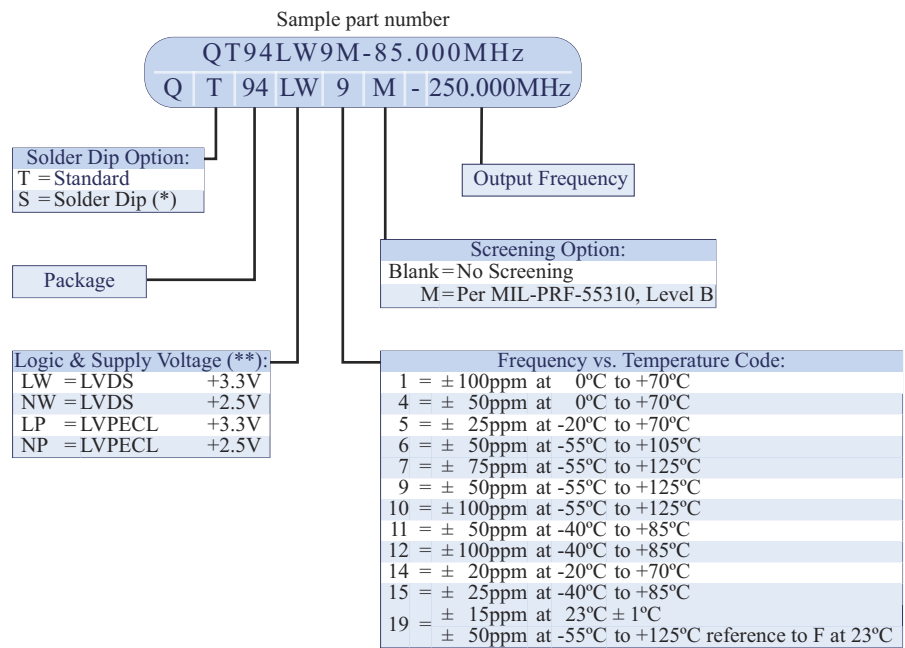 Sample part number
QT94LW9M-85.000MHz
Q T 94 LW 9 M - 250.000MHz
Solder Dip Option:
T = Standard
S = Solder Dip (*)
Output Frequency
Screening Option:
Blank = No Screening
M = Per MIL-PRF-55310, Level B
Package
Logic & Supply Voltage (**):
LW = LVDS +3.3V
NW = LVDS +2.5V
LP = LVPECL +3.3V
NP = LVPECL +2.5V
Frequency vs. Temperature Code:
1 = ± 100ppm at 0ºC to +70ºC
4 = ± 50ppm at 0ºC to +70ºC
5 = ± 25ppm at -20ºC to +70ºC
6 = ± 50ppm at -55ºC to +105ºC
7 = ± 75ppm at -55ºC to +125ºC
9 = ± 50ppm at -55ºC to +125ºC
10 = ± 100ppm at -55ºC to +125ºC
11 = ± 50ppm at -40ºC to +85ºC
12 = ± 100ppm at -40ºC to +85ºC
14 = ± 20ppm at -20ºC to +70ºC
15 = ± 25ppm at -40ºC to +85ºC
19 = ± 15ppm at 23ºC ± 1ºC
± 50ppm at -55ºC to +125ºC reference to F at 23ºC